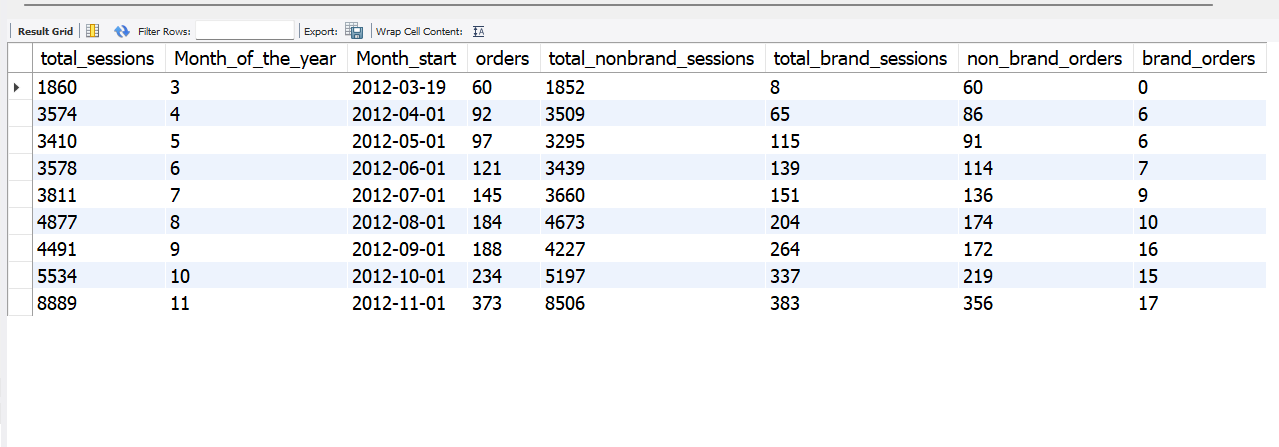 Result Grid Filter Rows: Export: Wrap Cell Content: IA
total_sessions Month_of_the_year Month_start orders total_nonbrand_sessions total_brand_sessions non_brand_orders brand_orders
1860 3 2012-03-19 60 1852 8 60 0
3574 4 2012-04-01 92 3509 65 86 6
3410 5 2012-05-01 97 3295 115 91 6
3578 6 2012-06-01 121 3439 139 114 7
3811 7 2012-07-01 145 3660 151 136 9
4877 8 2012-08-01 184 4673 204 174 10
4491 9 2012-09-01 188 4227 264 172 16
5534 10 2012-10-01 234 5197 337 219 15
8889 11 2012-11-01 373 8506 383 356 17